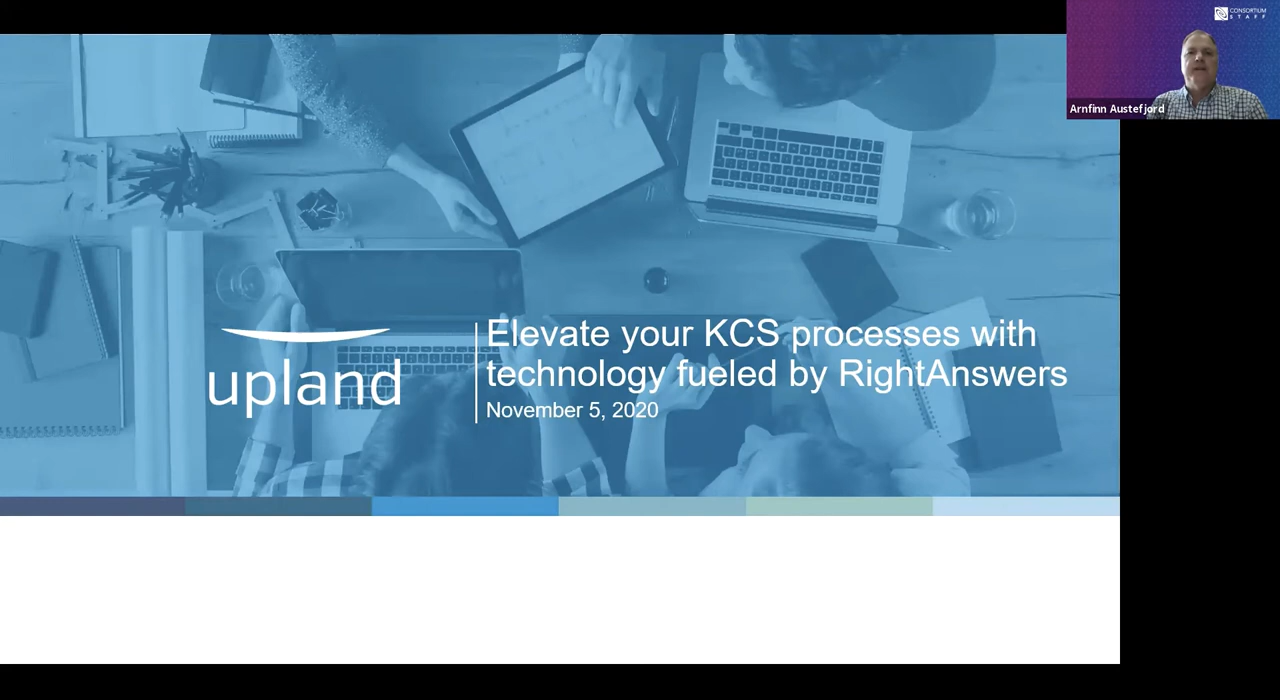 CONSORTIUM
STAFF
Arnfinn Austefjord
Elevate your KCS processes with
technology fueled by RightAnswers
upland
November 5, 2020